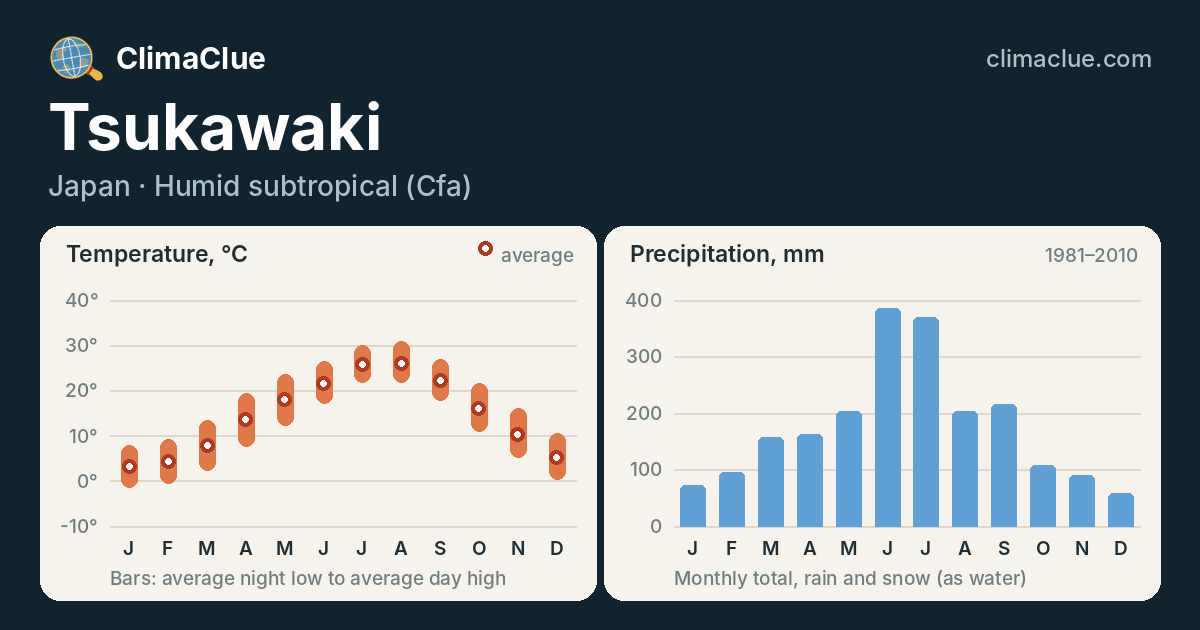 ClimaClue
climaclue.com
Tsukawaki
Japan · Humid subtropical (Cfa)
Temperature, °C
average
40°
30°
20°
10°
0°
-10°
J F M A M J J A S O N D
Bars: average night low to average day high
Precipitation, mm
1981–2010
400
300
200
100
0
J F M A M J J A S O N D
Monthly total, rain and snow (as water)